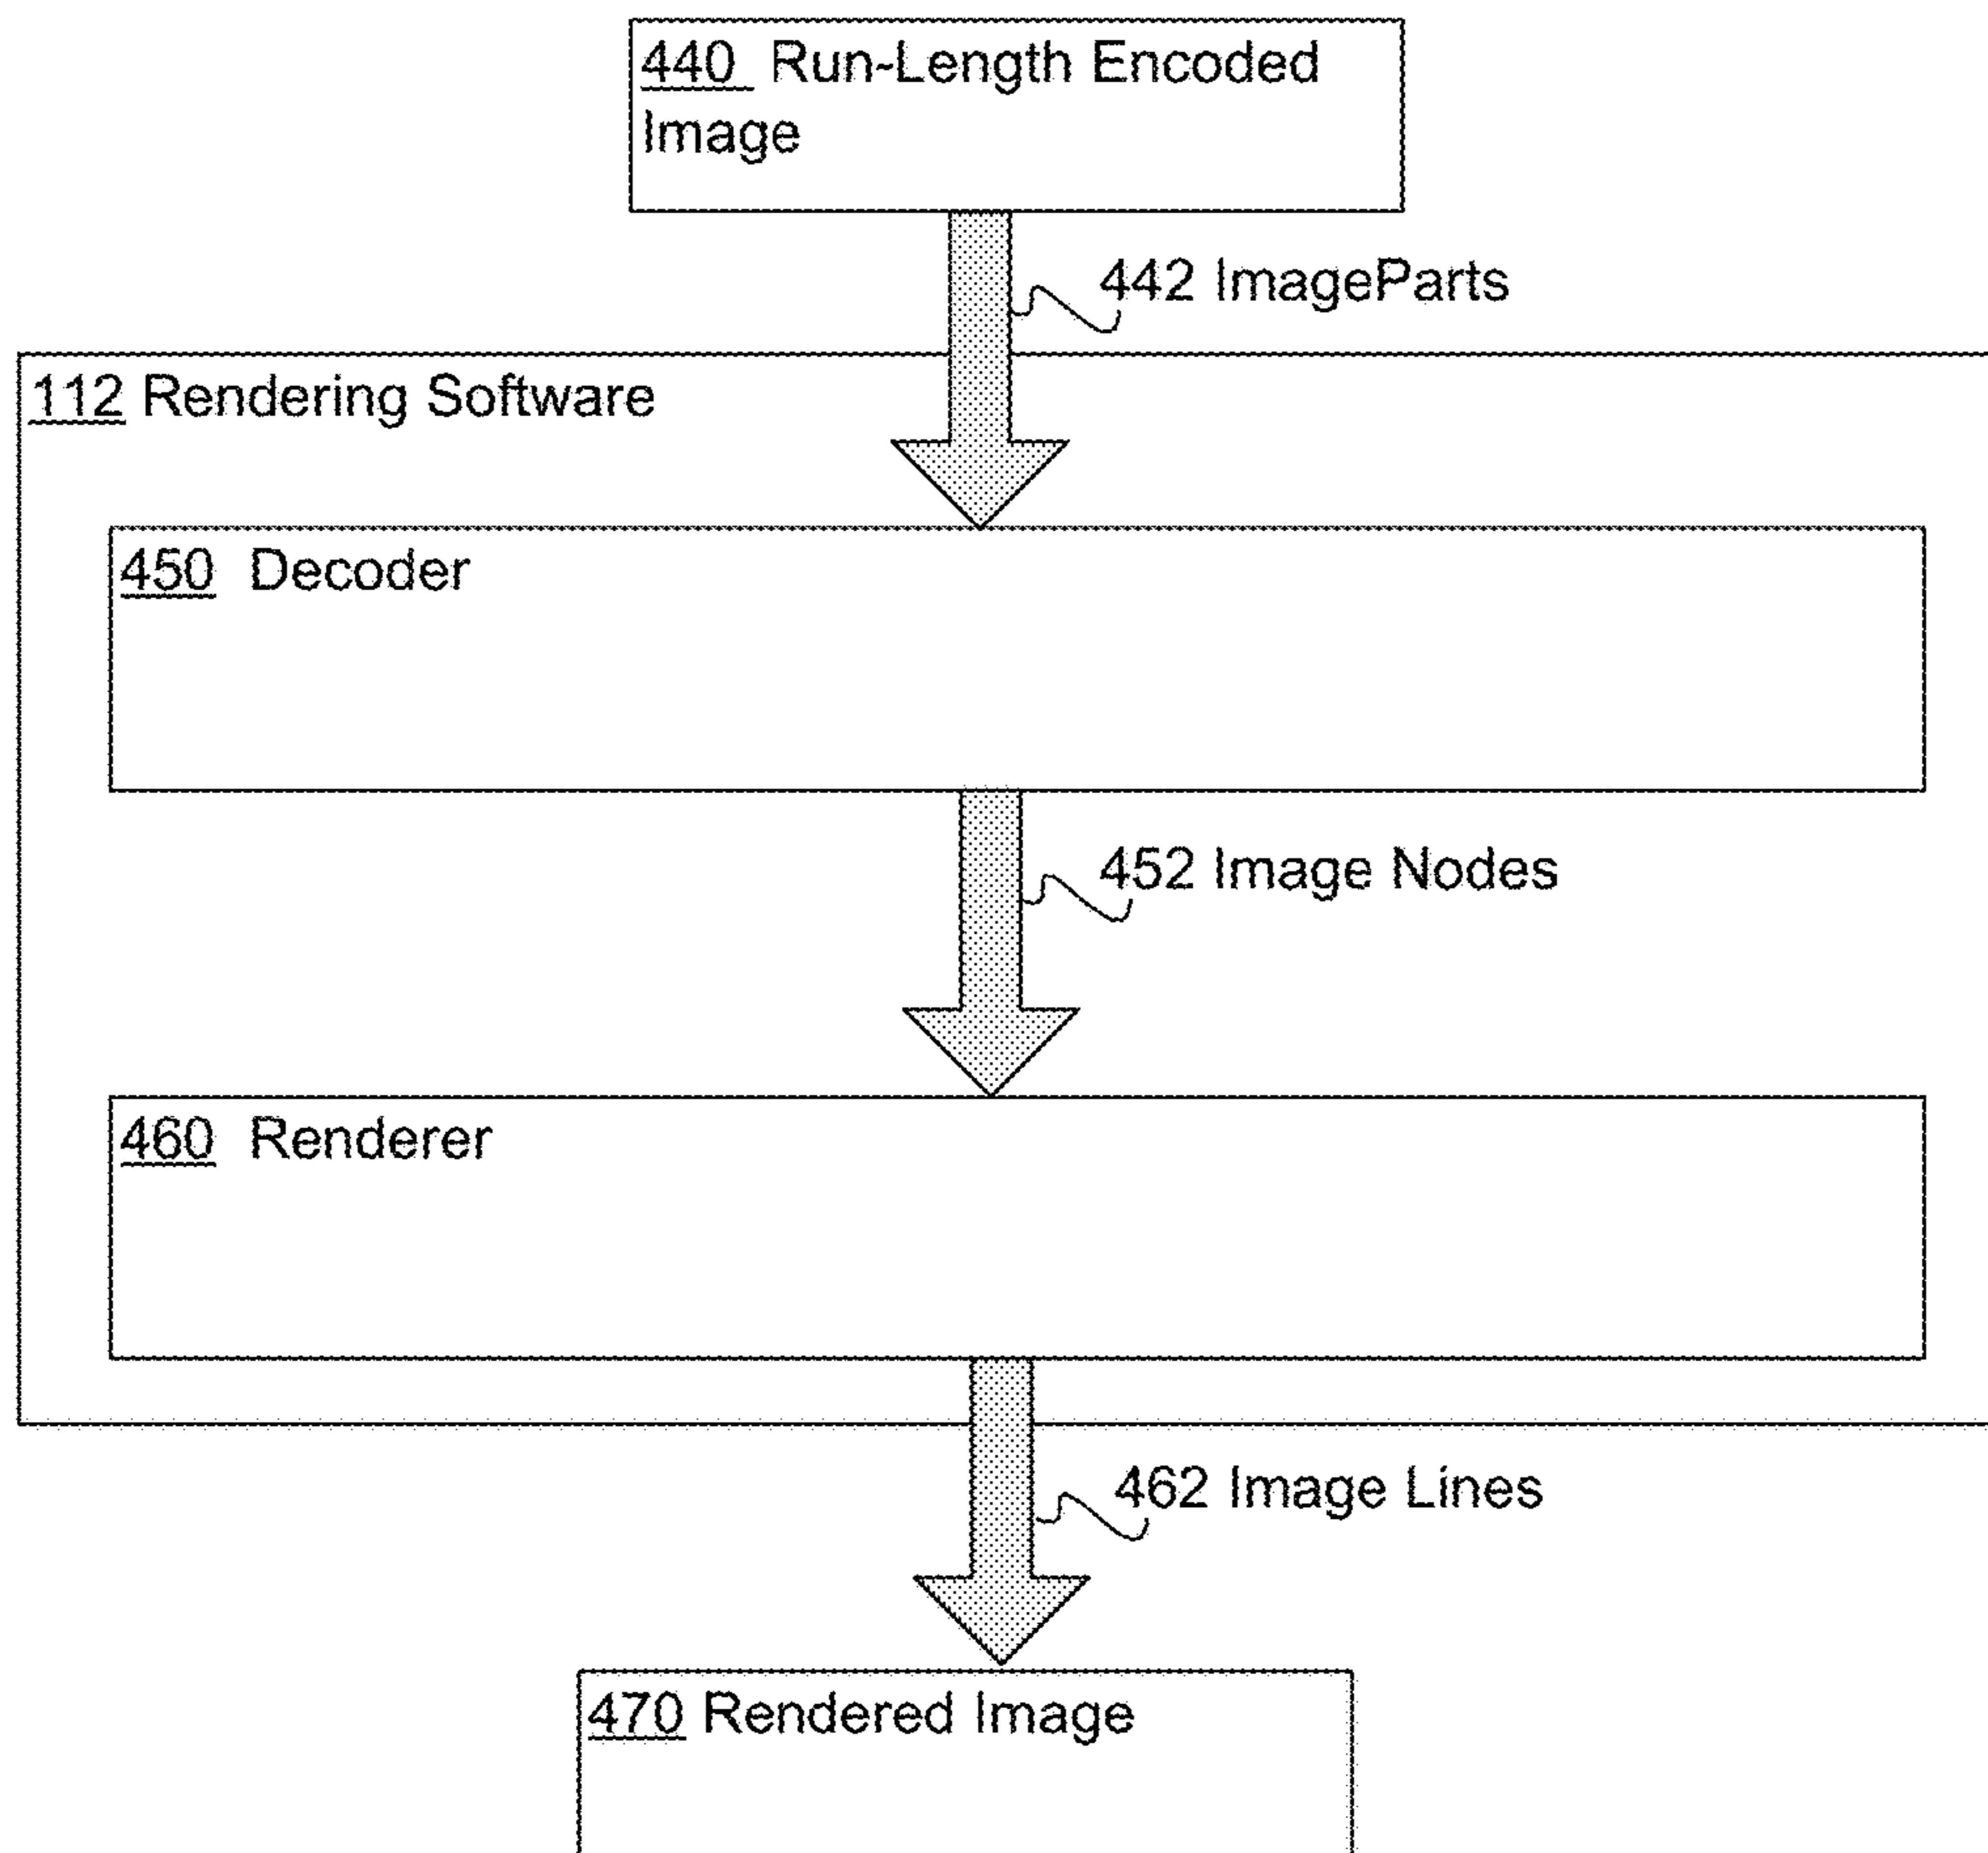 440 Run-Length Encoded
Image
442 ImageParts
112 Rendering Software
450 Decoder
452 Image Nodes
460 Renderer
462 Image Lines
470 Rendered Image